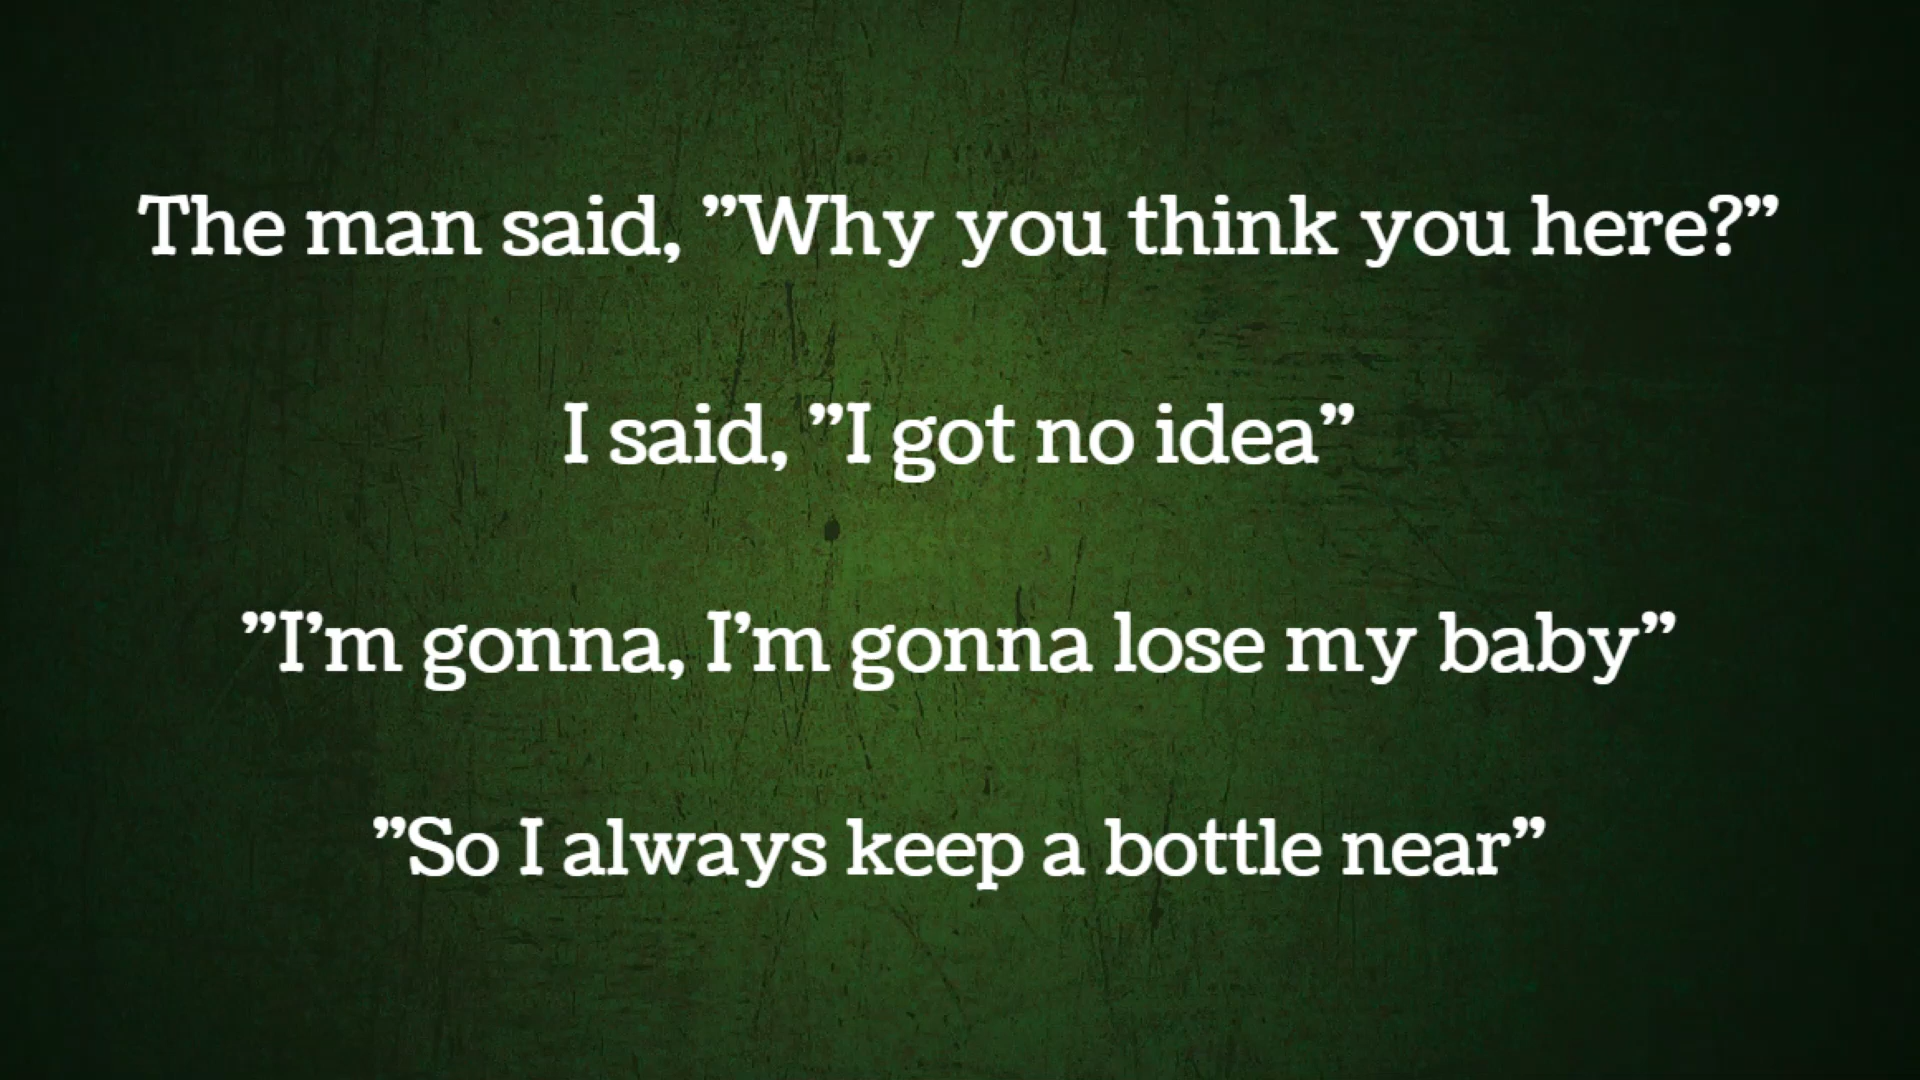 The man said, ”Why you think you here?”
I said, ”I got no idea”
”I’m gonna, I’m gonna lose my baby”
”So I always keep a bottle near”